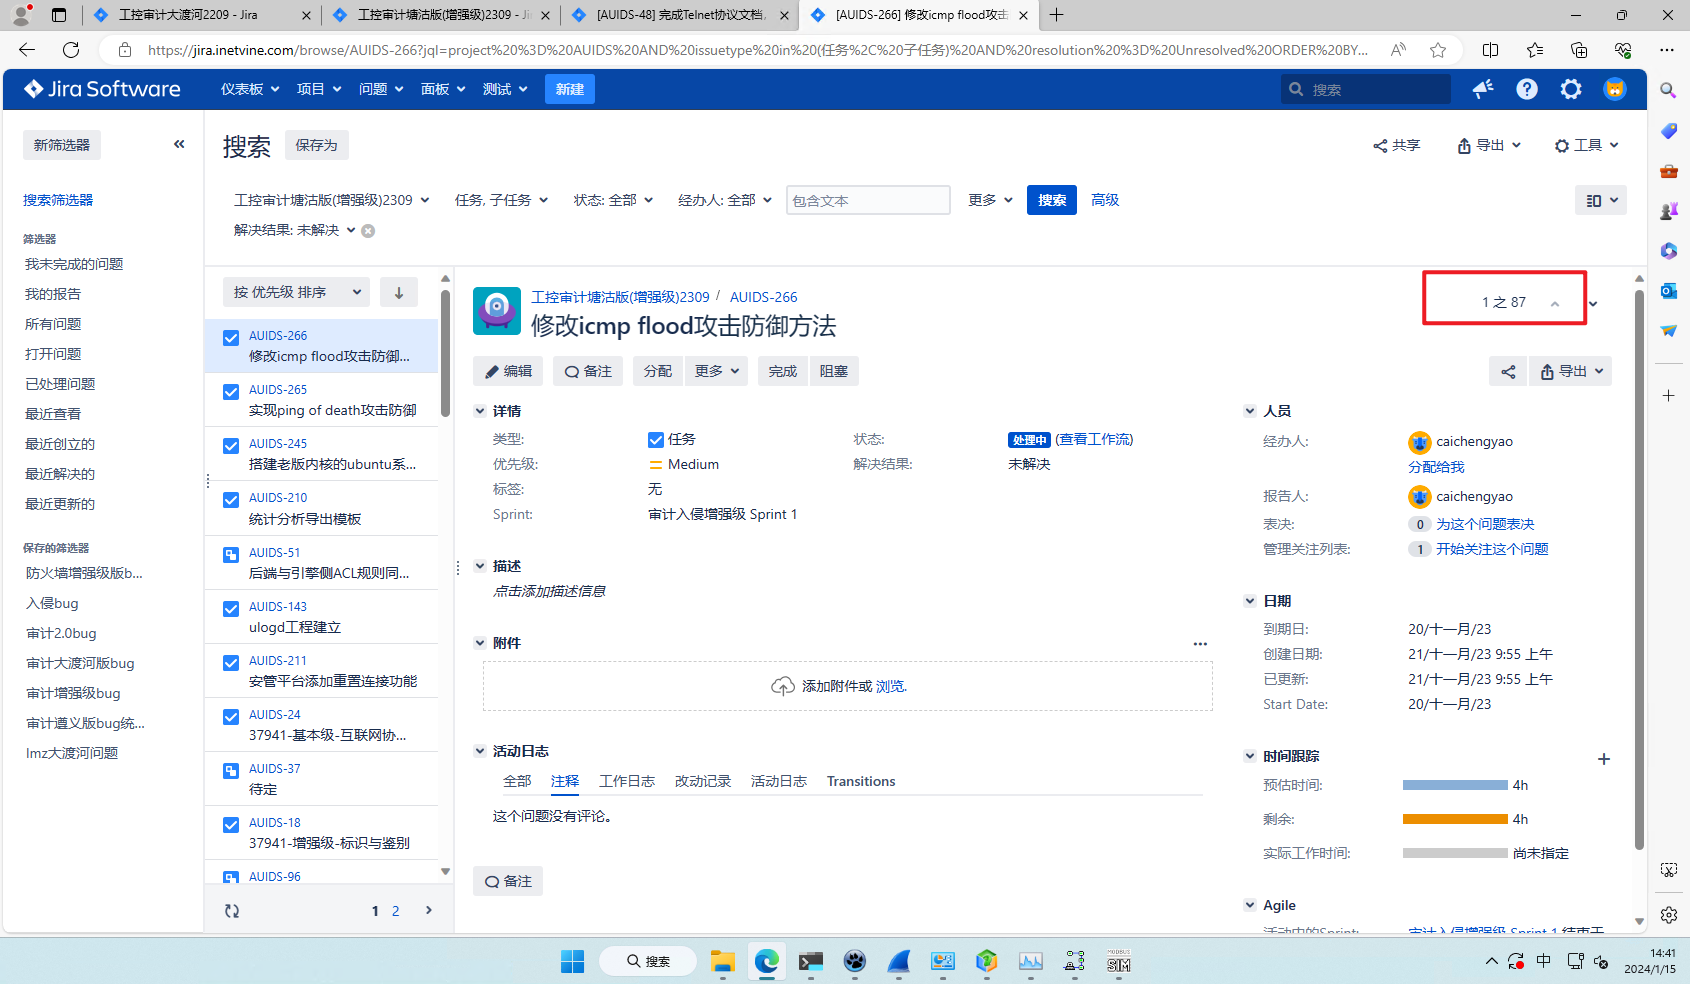 工控审计大渡河2209 - Jira
工控审计塘沽版(增强级)2309 - Ji
[AUIDS-48] 完成Telnet协议文档,
[AUIDS-266] 修改icmp flood攻击
https://jira.inetvine.com/browse/AUIDS-266?jql=project%20%3D%20AUIDS%20AND%20issuetype%20in%20(任务%2C%20子任务)%20AND%20resolution%20%3D%20Unresolved%20ORDER%20BY...
Jira Software
仪表板 项目 问题 面板 测试 新建
搜索
新筛选器
搜索 保存为
共享 导出 工具
搜索筛选器
筛选器
我未完成的问题
我的报告
所有问题
打开问题
已处理问题
最近查看
最近创立的
最近解决的
最近更新的
保存的筛选器
防火墙增强级版b...
入侵bug
审计2.0bug
审计大渡河版bug
审计增强级bug
审计遵义版bug统...
lmz大渡河问题
工控审计塘沽版(增强级)2309 任务, 子任务 状态: 全部 经办人: 全部 包含文本 更多 搜索 高级
解决结果: 未解决
按 优先级 排序
AUIDS-266
修改icmp flood攻击防御...
AUIDS-265
实现ping of death攻击防御
AUIDS-245
搭建老版内核的ubuntu系...
AUIDS-210
统计分析导出模板
AUIDS-51
后端与引擎侧ACL规则同...
AUIDS-143
ulogd工程建立
AUIDS-211
安管平台添加重置连接功能
AUIDS-24
37941-基本级-互联网协...
AUIDS-37
待定
AUIDS-18
37941-增强级-标识与鉴别
AUIDS-96
1 2
工控审计塘沽版(增强级)2309 / AUIDS-266
修改icmp flood攻击防御方法
1 之 87
编辑 备注 分配 更多 完成 阻塞
导出
详情
类型: 任务 状态: 处理中 (查看工作流)
优先级: Medium 解决结果: 未解决
标签: 无
Sprint: 审计入侵增强级 Sprint 1
描述
点击添加描述信息
附件
添加附件或 浏览.
活动日志
全部 注释 工作日志 改动记录 活动日志 Transitions
这个问题没有评论。
备注
人员
经办人: caichengyao
分配给我
报告人: caichengyao
表决: 0 为这个问题表决
管理关注列表: 1 开始关注这个问题
日期
到期日: 20/十一月/23
创建日期: 21/十一月/23 9:55 上午
已更新: 21/十一月/23 9:55 上午
Start Date: 20/十一月/23
时间跟踪
预估时间: 4h
剩余: 4h
实际工作时间: 尚未指定
Agile
活动中的Sprint: 审计入侵增强级 Sprint 1 结束于
搜索
MODBUS
SIM
中
14:41
2024/1/15